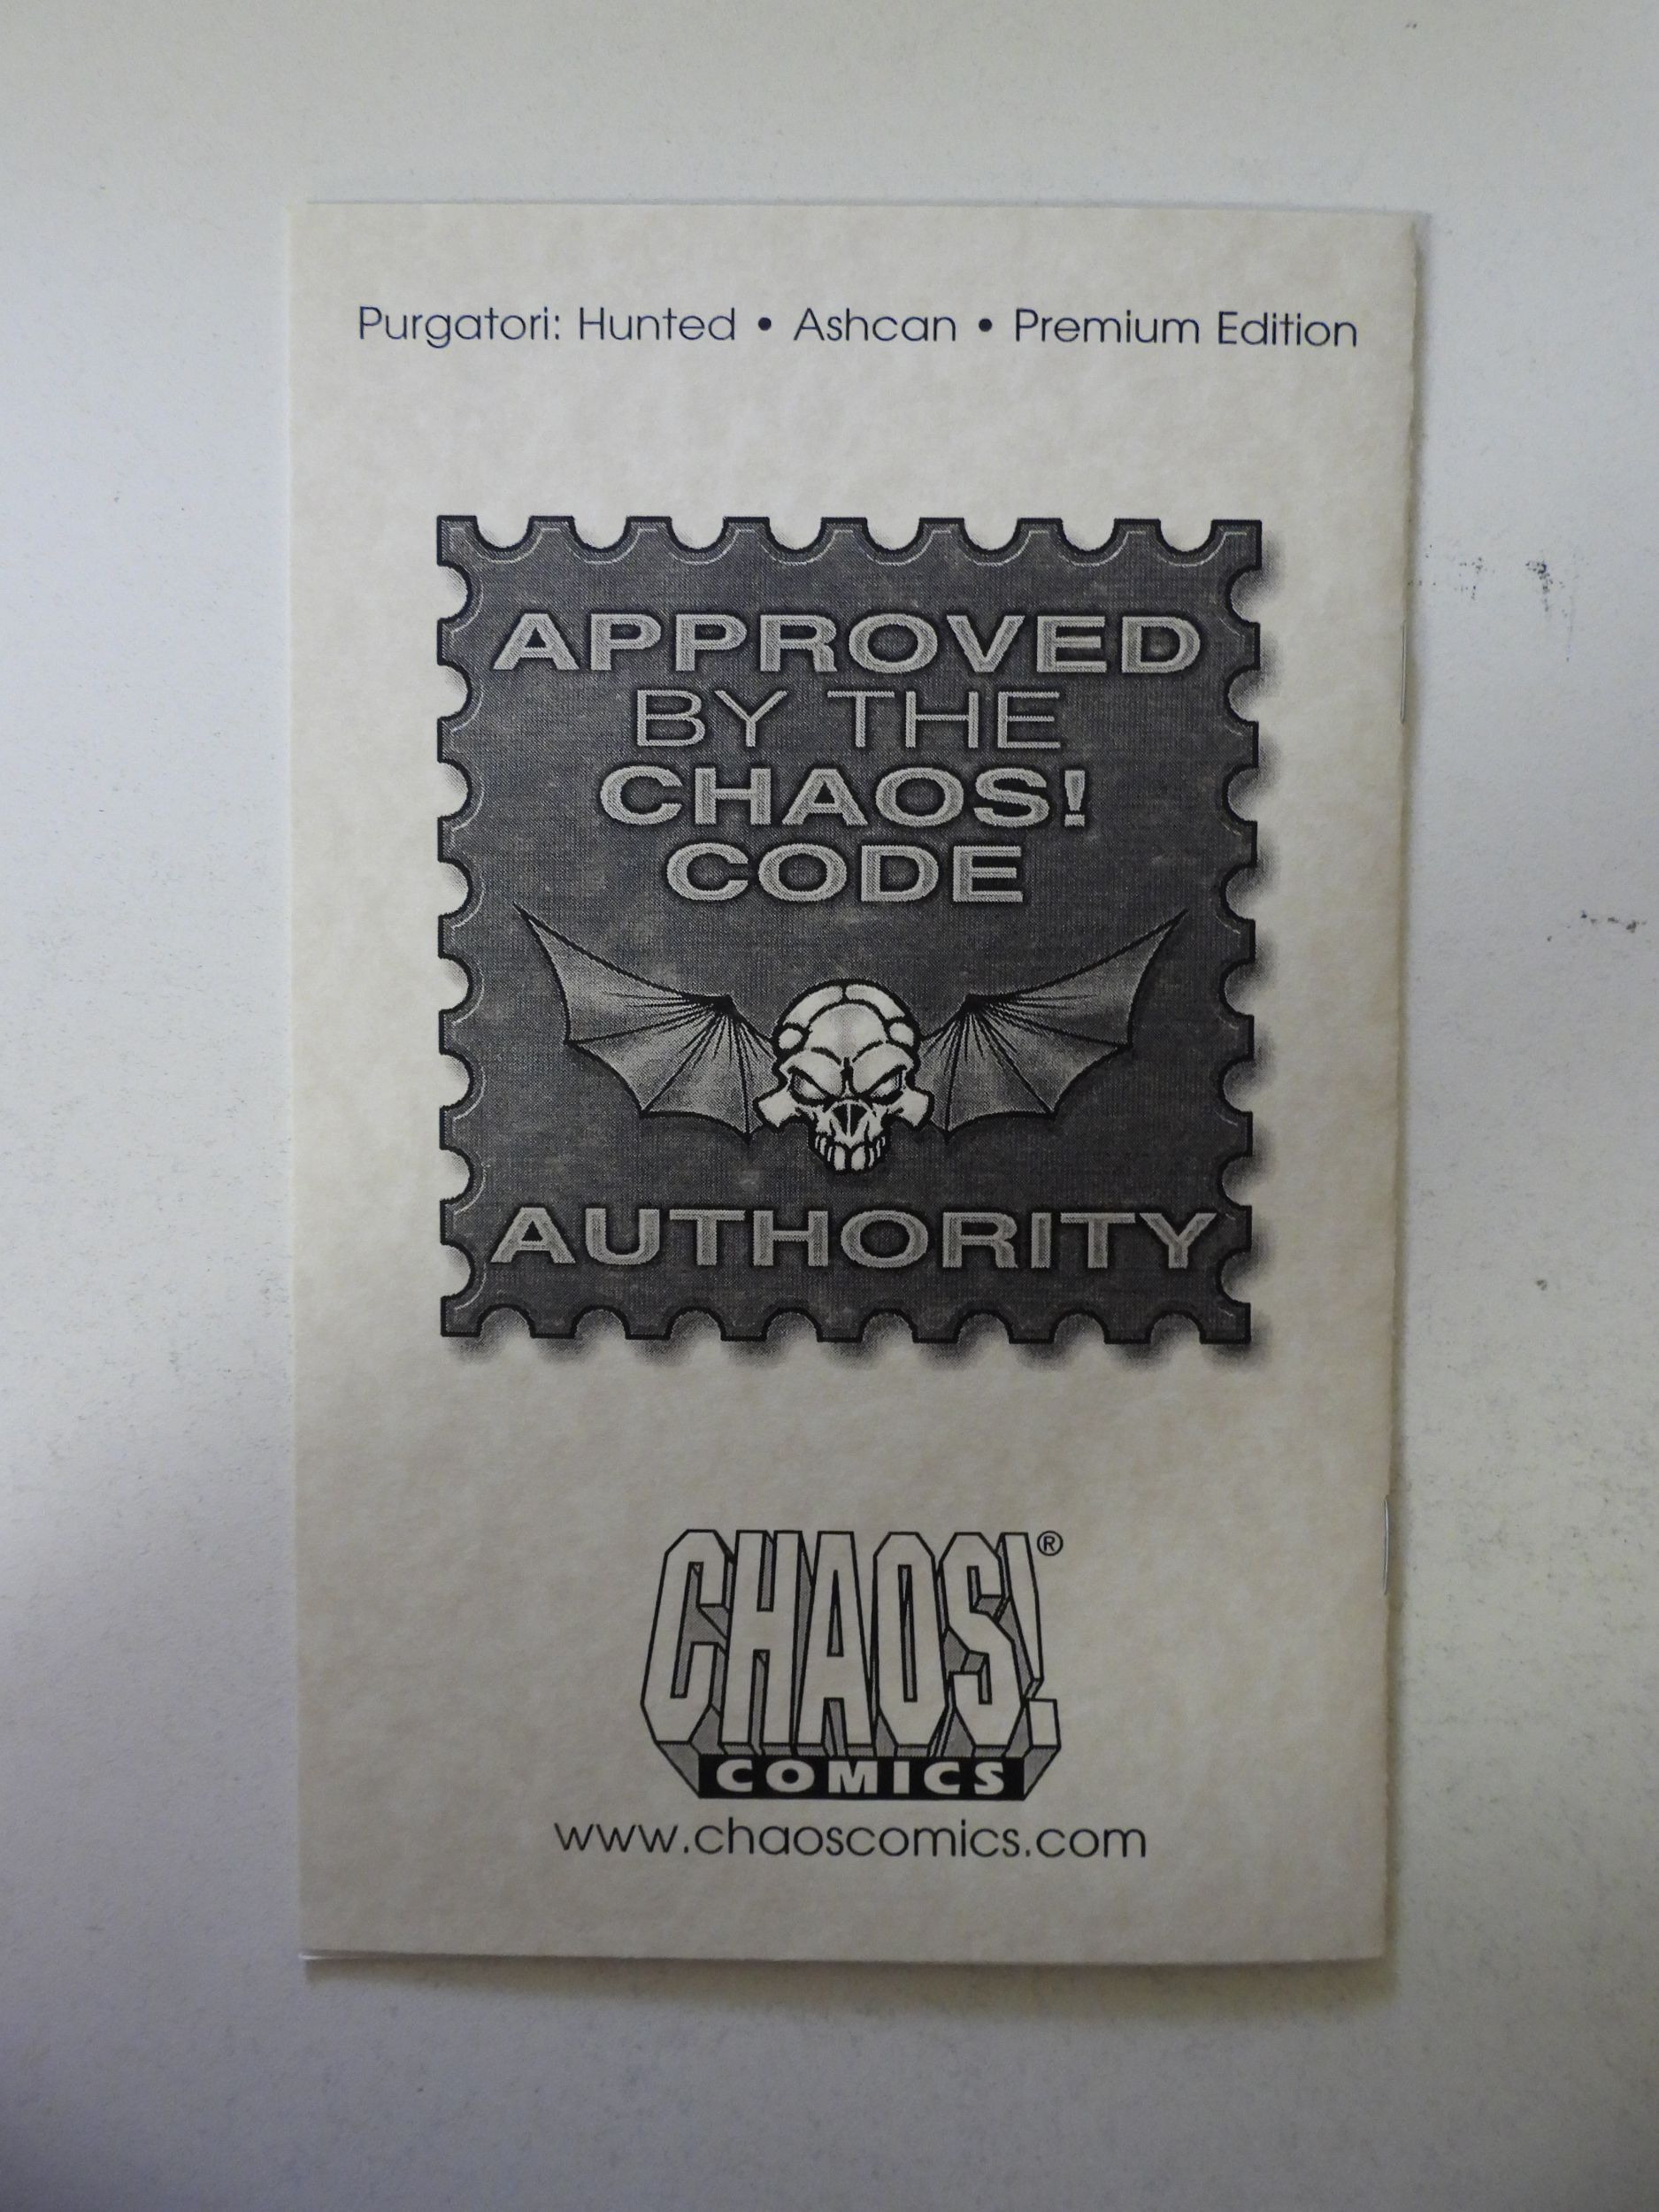 Purgatori: Hunted • Ashcan • Premium Edition
APPROVED
BY THE
CHAOS!
CODE
AUTHORITY
CHAOS!®
COMICS
www.chaoscomics.com